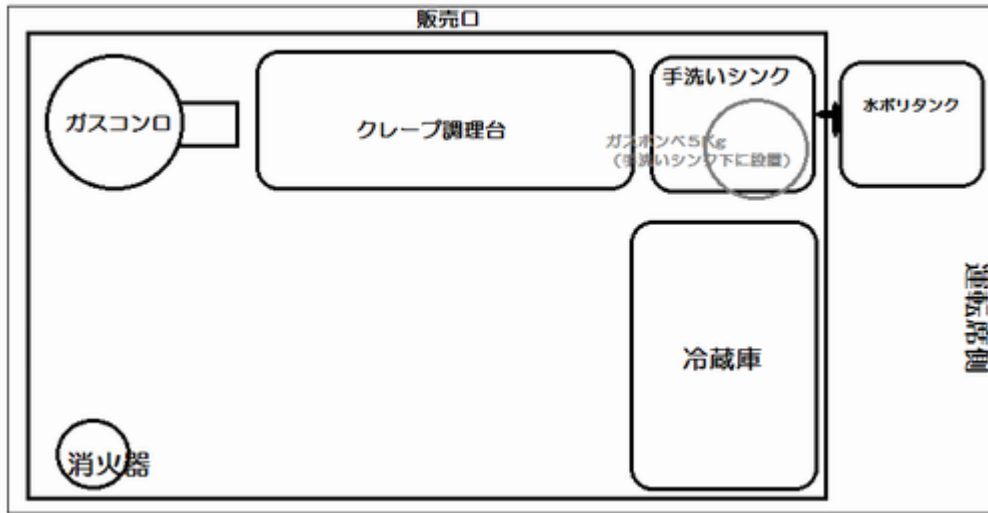 販売口
ガスコンロ
クレープ調理台
手洗いシンク
水ポリタンク
ガスボンベ5Kg
（手洗いシンク下に設置）
運転席側
冷蔵庫
消火器